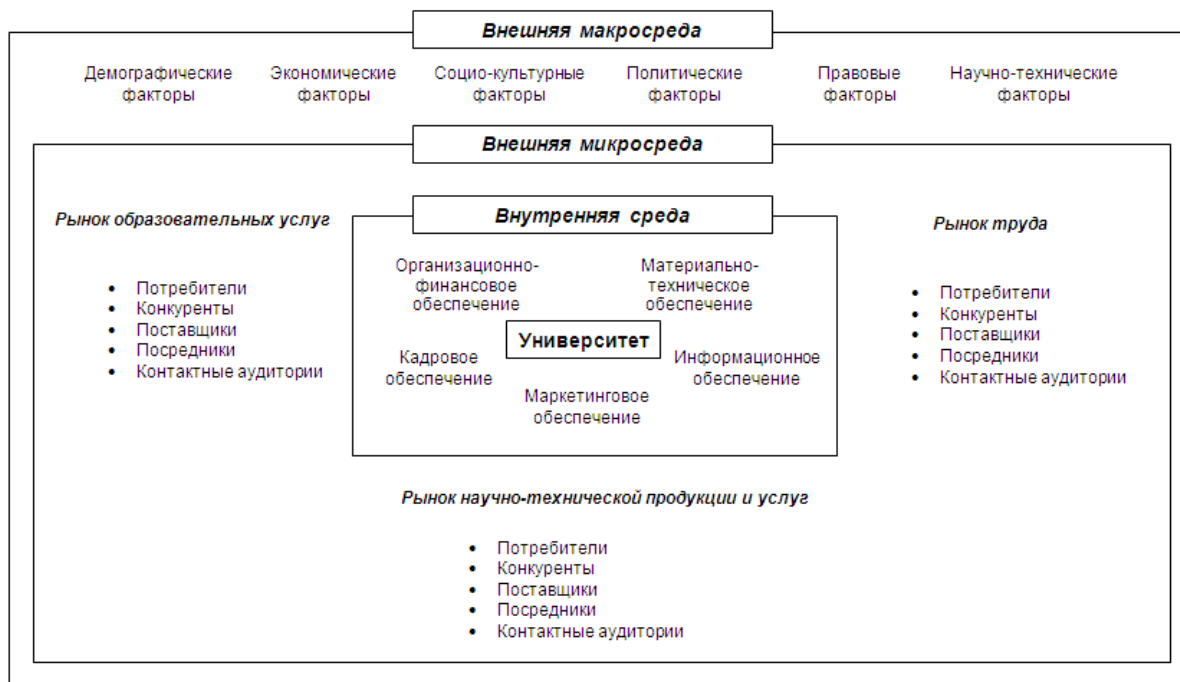 Внешняя макросреда
Демографические
факторы
Экономические
факторы
Социо-культурные
факторы
Политические
факторы
Правовые
факторы
Научно-технические
факторы
Внешняя микросреда
Рынок образовательных услуг
• Потребители
• Конкуренты
• Поставщики
• Посредники
• Контактные аудитории
Внутренняя среда
Организационно-
финансовое
обеспечение
Материально-
техническое
обеспечение
Университет
Кадровое
обеспечение
Информационное
обеспечение
Маркетинговое
обеспечение
Рынок труда
• Потребители
• Конкуренты
• Поставщики
• Посредники
• Контактные аудитории
Рынок научно-технической продукции и услуг
• Потребители
• Конкуренты
• Поставщики
• Посредники
• Контактные аудитории